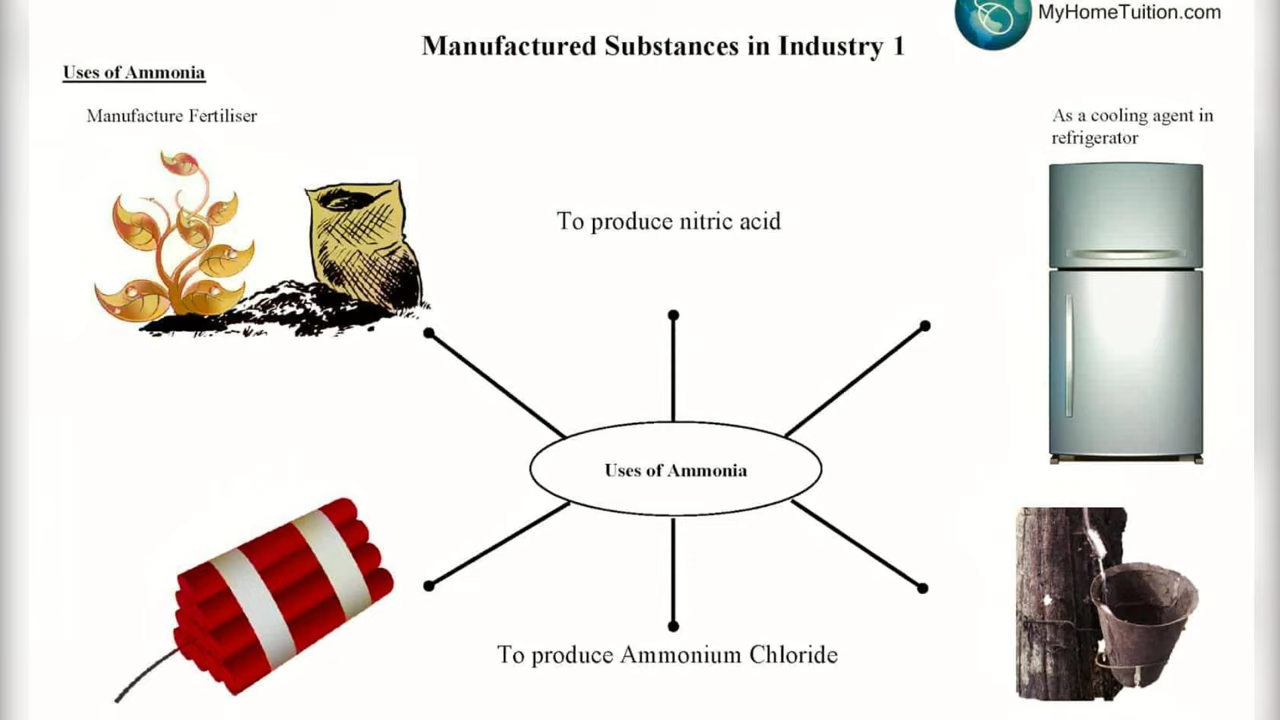 MyHomeTuition.com
Manufactured Substances in Industry 1
Uses of Ammonia
Manufacture Fertiliser
As a cooling agent in
refrigerator
To produce nitric acid
Uses of Ammonia
To produce Ammonium Chloride